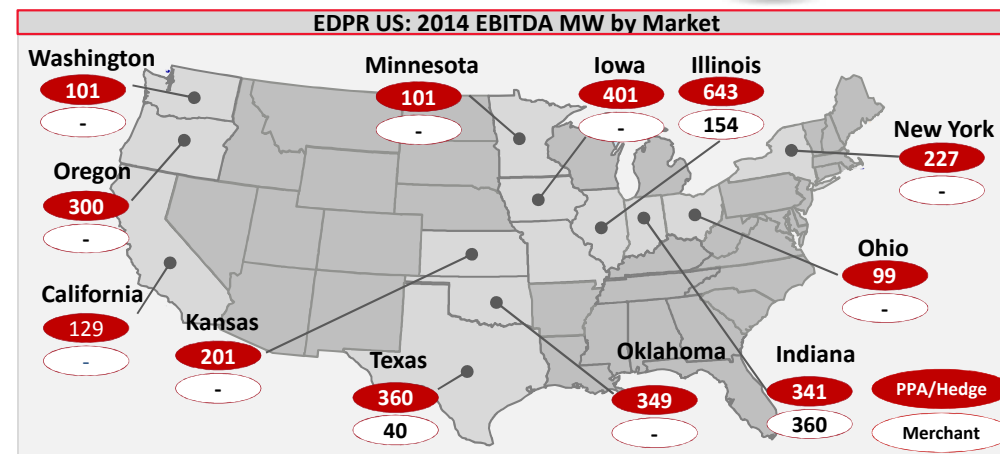 EDPR US: 2014 EBITDA MW by Market
Washington
101
-
Minnesota
101
-
Iowa
401
-
Illinois
643
154
New York
227
-
Oregon
300
-
Ohio
99
-
California
129
-
Kansas
201
-
Texas
360
40
Oklahoma
349
-
Indiana
341
360
PPA/Hedge
Merchant